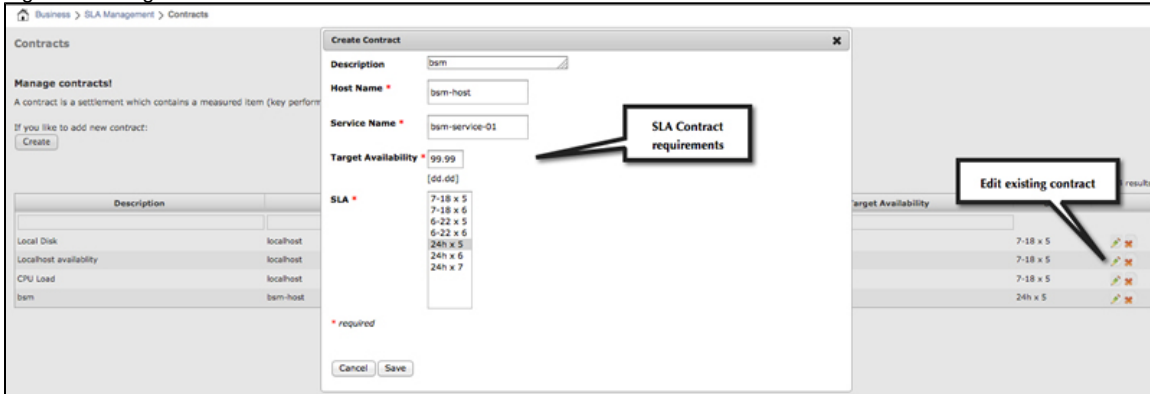 Business > SLA Management > Contracts
Contracts
Manage contracts!
A contract is a settlement which contains a measured item (key perform
If you like to add new contract:
Create
Create Contract
Description
bsm
Host Name *
bsm-host
Service Name *
bsm-service-01
Target Availability *
99.99
[dd.dd]
SLA *
7-18 x 5
7-18 x 6
6-22 x 5
6-22 x 6
24h x 5
24h x 6
24h x 7
* required
Cancel Save
SLA Contract
requirements
Edit existing contract
results
Description
Target Availability
Local Disk localhost 7-18 x 5
Localhost availablity localhost 7-18 x 5
CPU Load localhost 7-18 x 5
bsm bsm-host 24h x 5